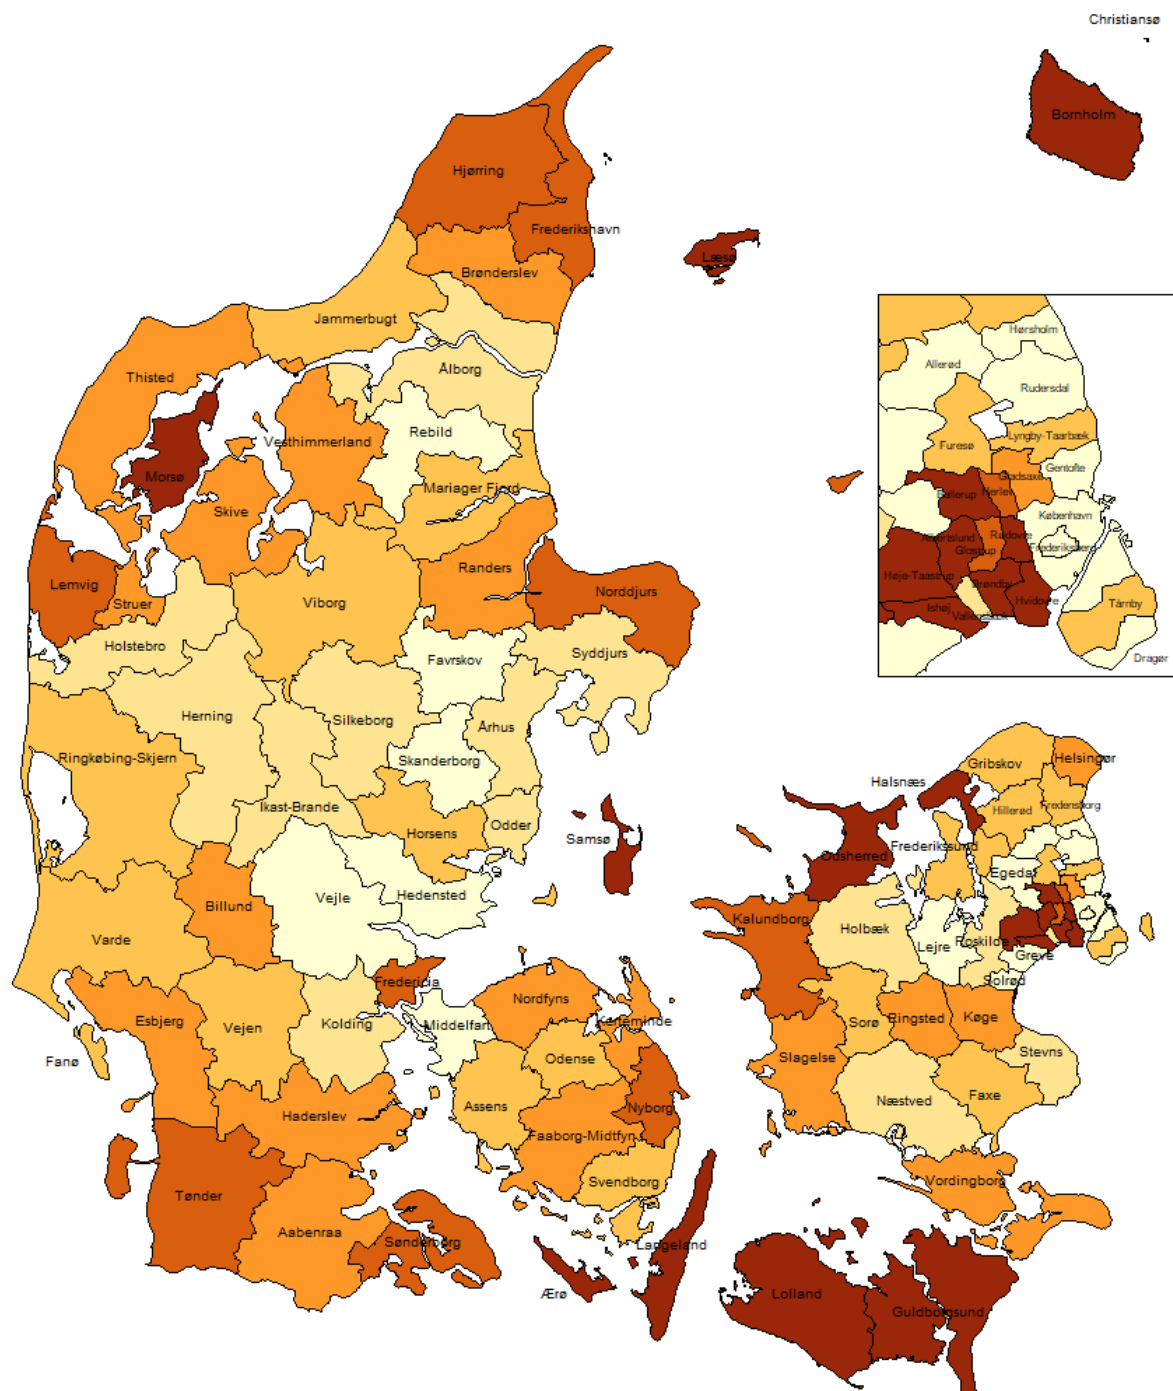 Christiansø
Bornholm
Hjørring
Frederikshavn
Læsø
Brønderslev
Jammerbugt
Hørsholm
Allerød
Ålborg
Thisted
Rudersdal
Rebild
Vesthimmerland
Lyngby-Taarbæk
Furesø
Gentofte
Morsø
Gladsaxe
Mariager Fjord
Herlev
Ballerup
Skive
København
Rødovre
Albertslund
Frederiksberg
Glostrup
Randers
Høje-Taastrup
Lemvig
Brøndby
Norddjurs
Viborg
Hvidovre
Struer
Tårnby
Ishøj
Vallensbæk
Holstebro
Syddjurs
Favrskov
Dragør
Herning
Silkeborg
Århus
Ringkøbing-Skjern
Helsingør
Skanderborg
Gribskov
Halsnæs
Ikast-Brande
Fredensborg
Hillerød
Odder
Horsens
Samsø
Frederikssund
Odsherred
Egedal
Hedensted
Vejle
Billund
Kalundborg
Holbæk
Varde
Roskilde
Lejre
Greve
Solrød
Fredericia
Nordfyns
Køge
Ringsted
Esbjerg
Kerteminde
Sorø
Middelfart
Kolding
Vejen
Stevns
Slagelse
Odense
Fanø
Faxe
Næstved
Assens
Nyborg
Haderslev
Faaborg-Midtfyn
Vordingborg
Svendborg
Tønder
Aabenraa
Sønderborg
Langeland
Ærø
Lolland
Guldborgsund